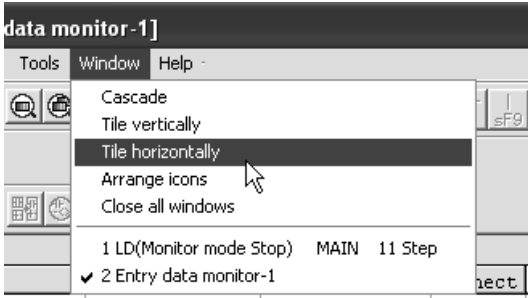 data monitor-1]
Tools Window Help
sF9
Cascade
Tile vertically
Tile horizontally
Arrange icons
Close all windows
1 LD(Monitor mode Stop) MAIN 11 Step
✓ 2 Entry data monitor-1
nect